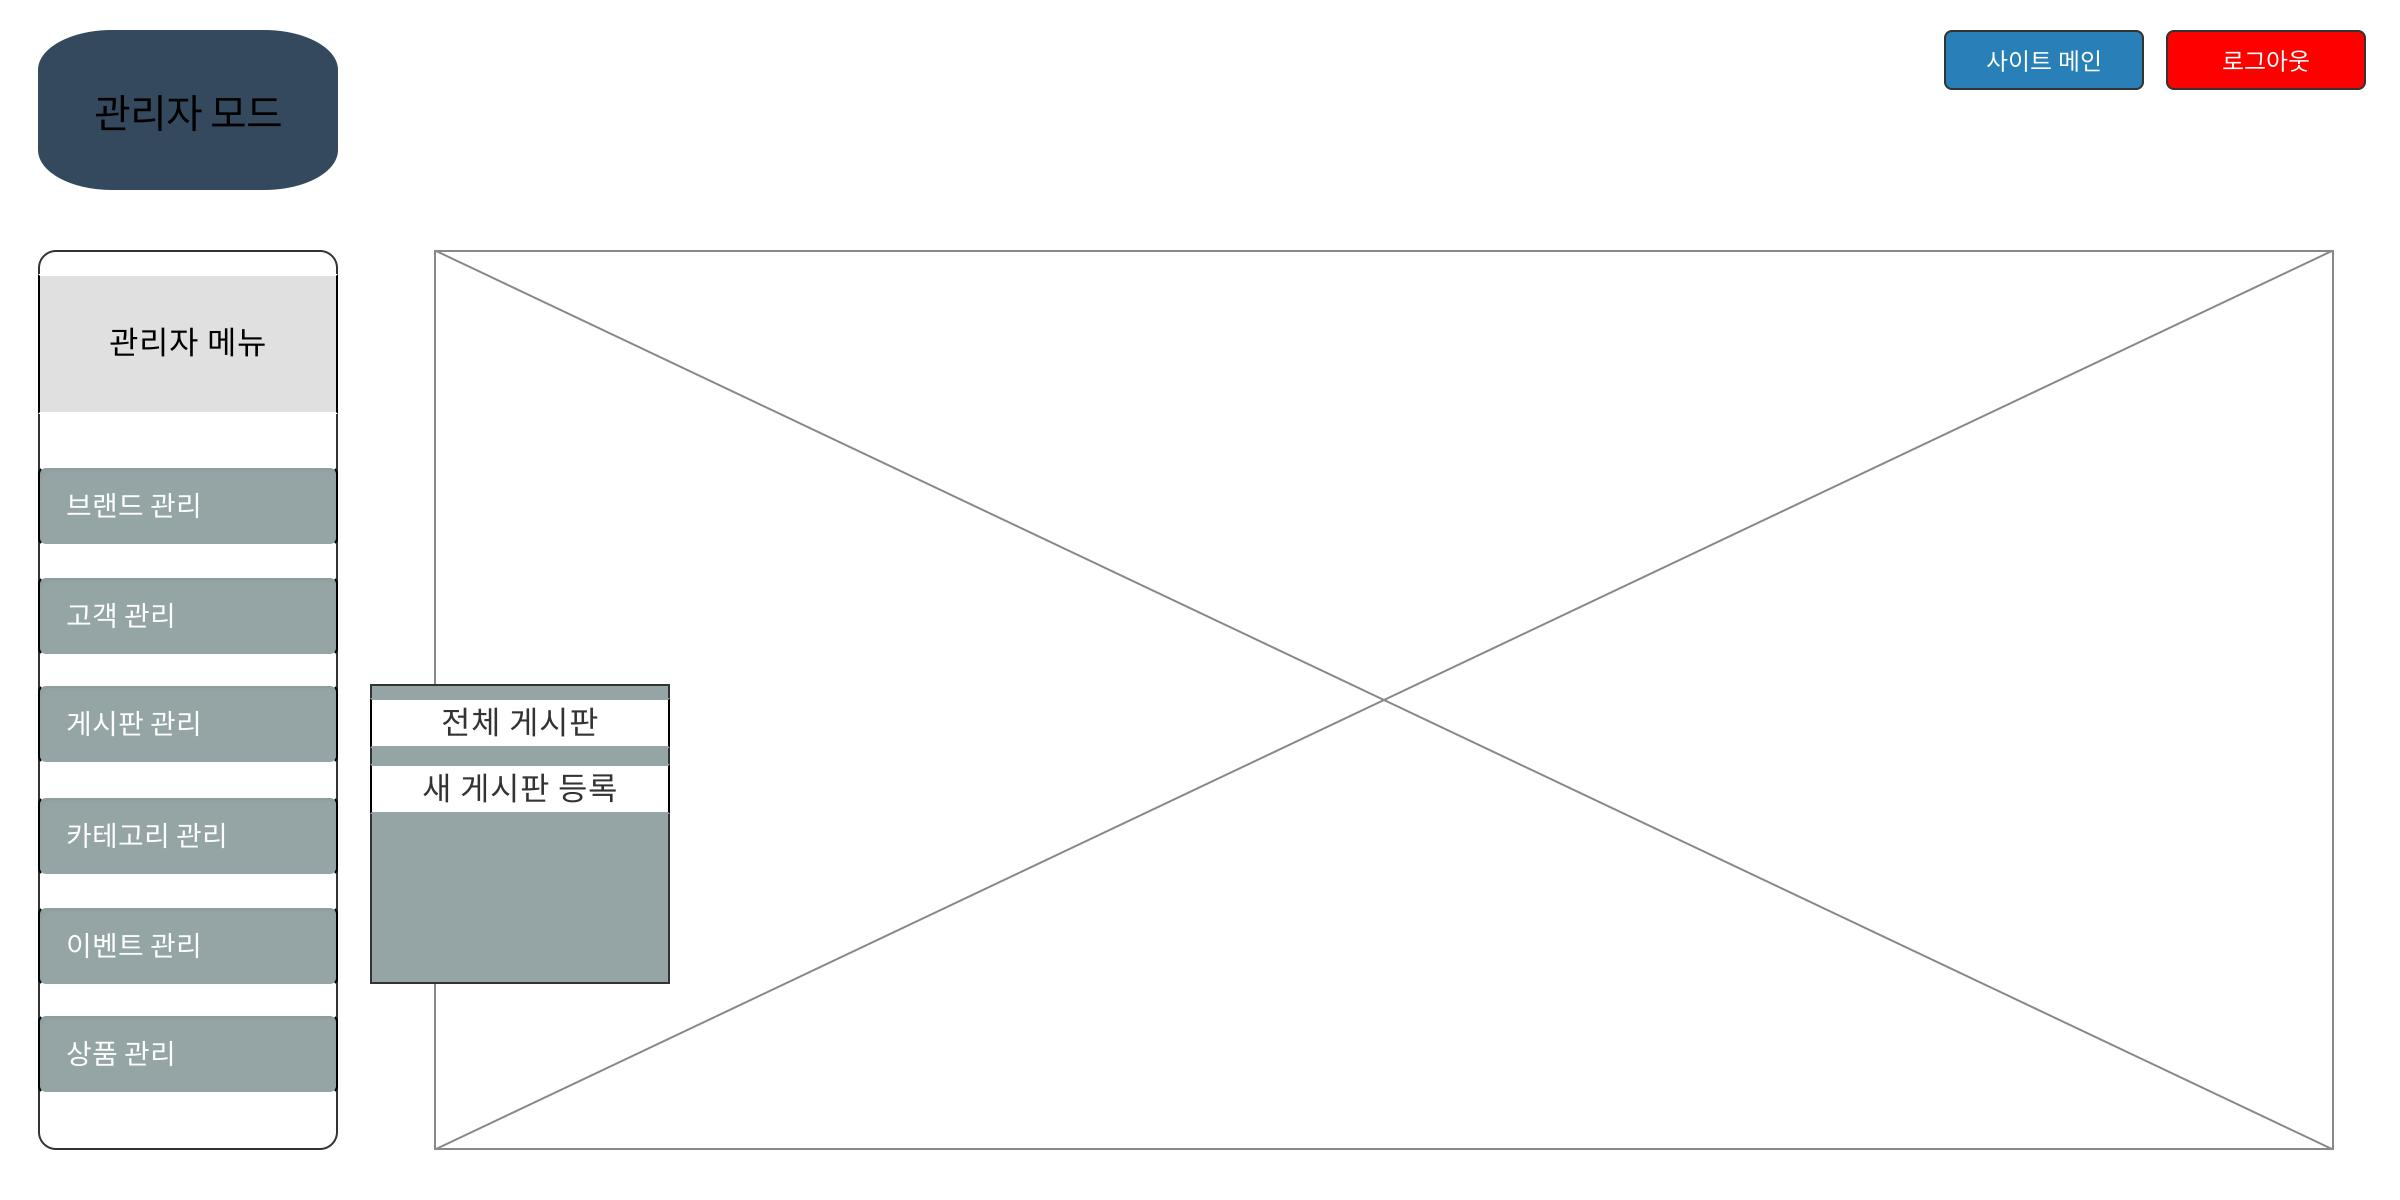 관리자 모드
사이트 메인
로그아웃
관리자 메뉴
브랜드 관리
고객 관리
게시판 관리
전체 게시판
새 게시판 등록
카테고리 관리
이벤트 관리
상품 관리